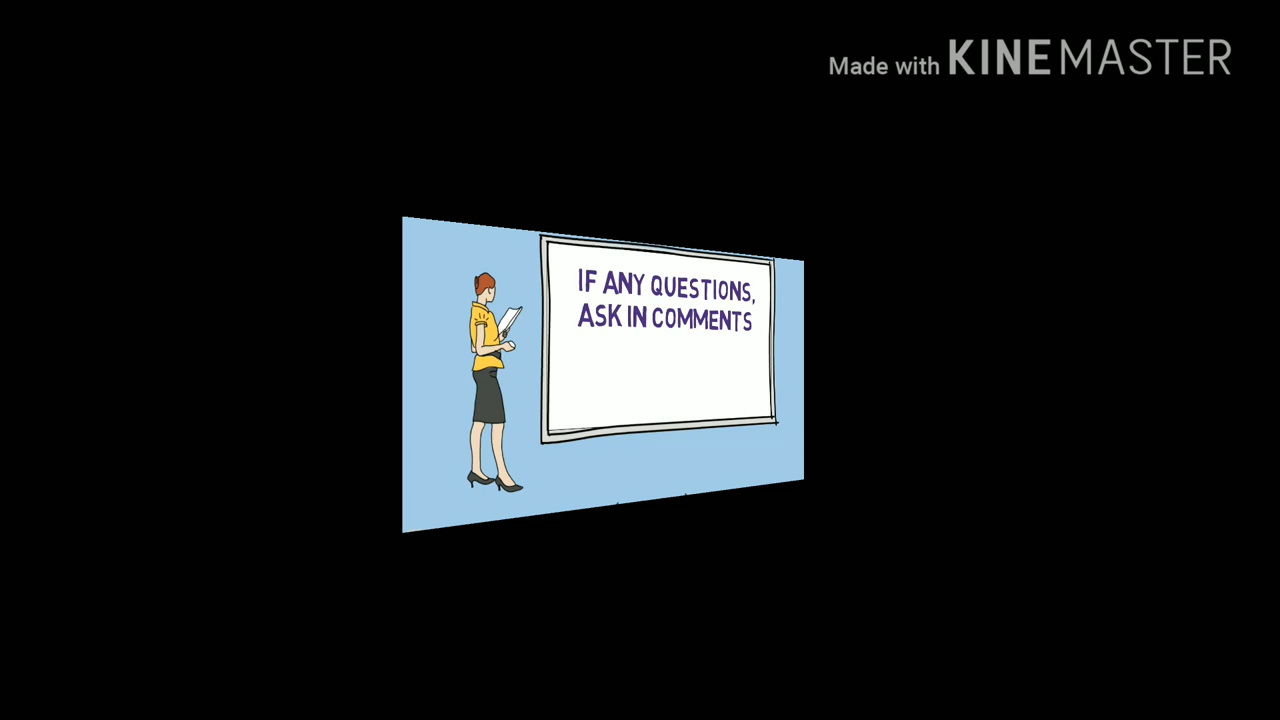 Made with KINEMASTER
IF ANY QUESTIONS,
ASK IN COMMENTS